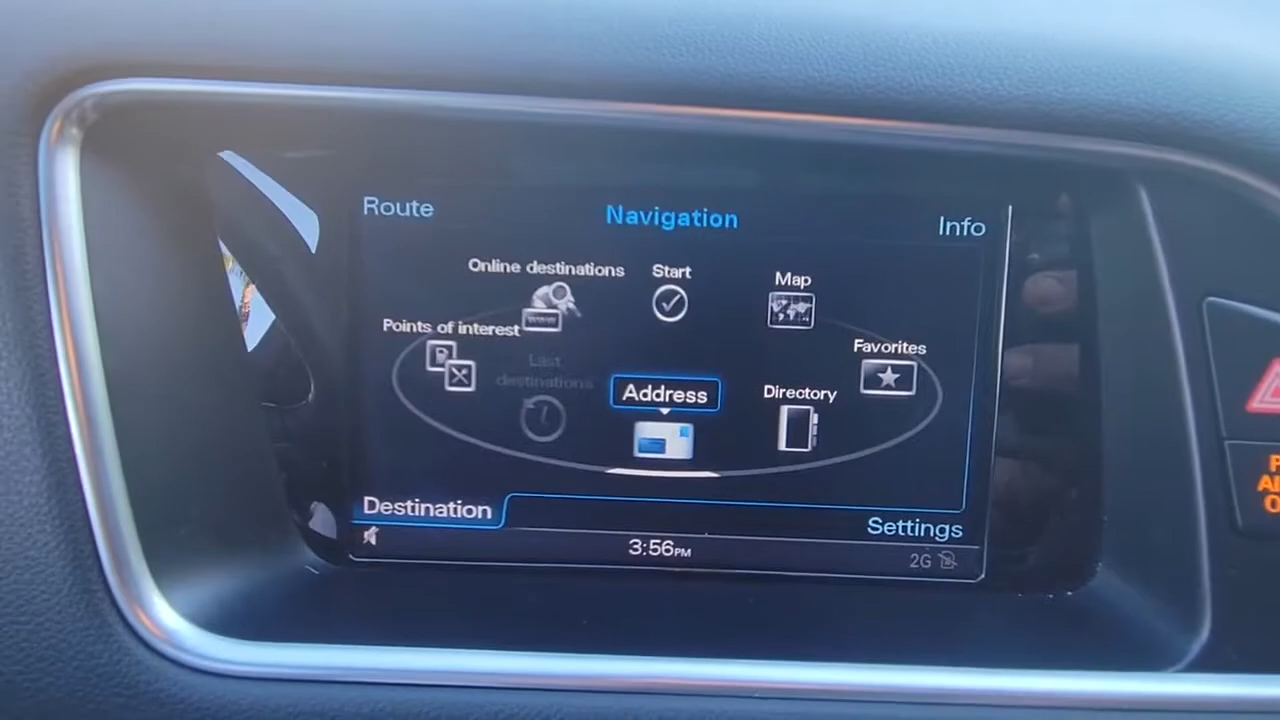 Route
Navigation
Info
Online destinations
Start
Map
Points of interest
Favorites
Last
destinations
Address
Directory
www
Destination
Settings
3:56PM
2G